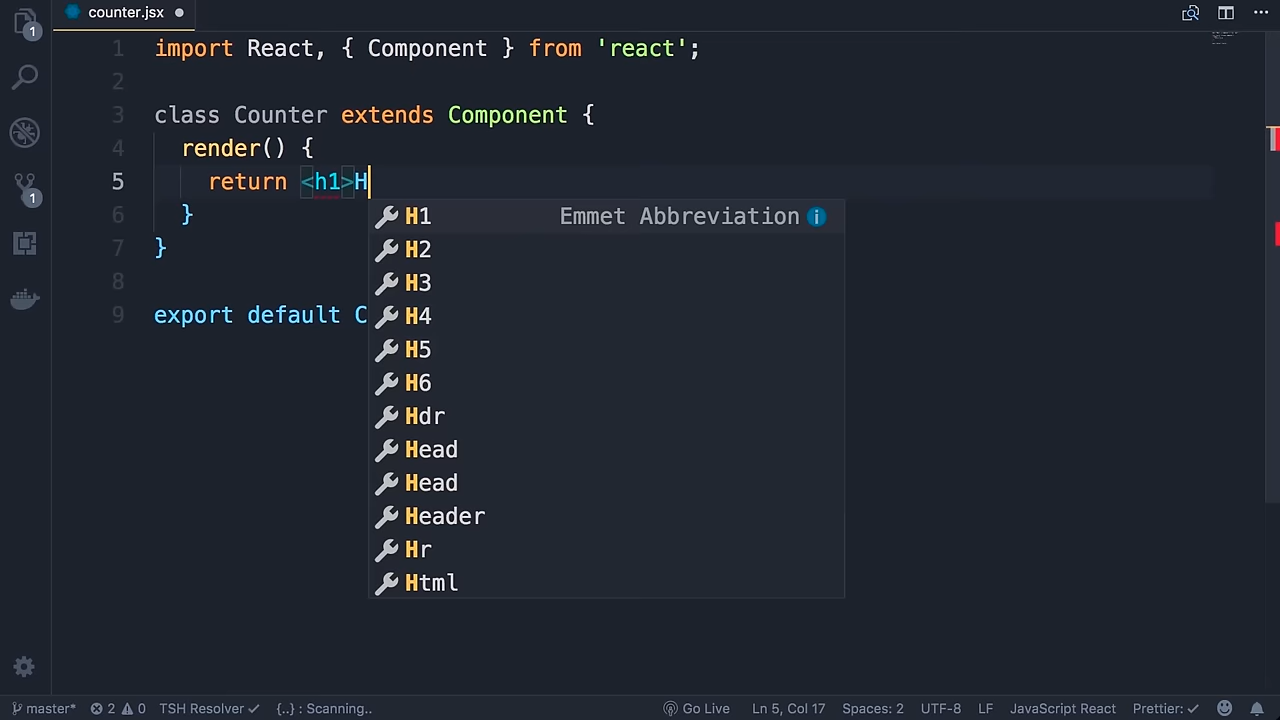 1
counter.jsx
1 import React, { Component } from 'react';
2
3 class Counter extends Component {
4 render() {
5 return <h1>H
6 }
7 }
8
9 export default C
H1 Emmet Abbreviation
H2
H3
H4
H5
H6
Hdr
Head
Head
Header
Hr
Html
1
master* 2 0 TSH Resolver {..} : Scanning.. Go Live Ln 5, Col 17 Spaces: 2 UTF-8 LF JavaScript React Prettier: